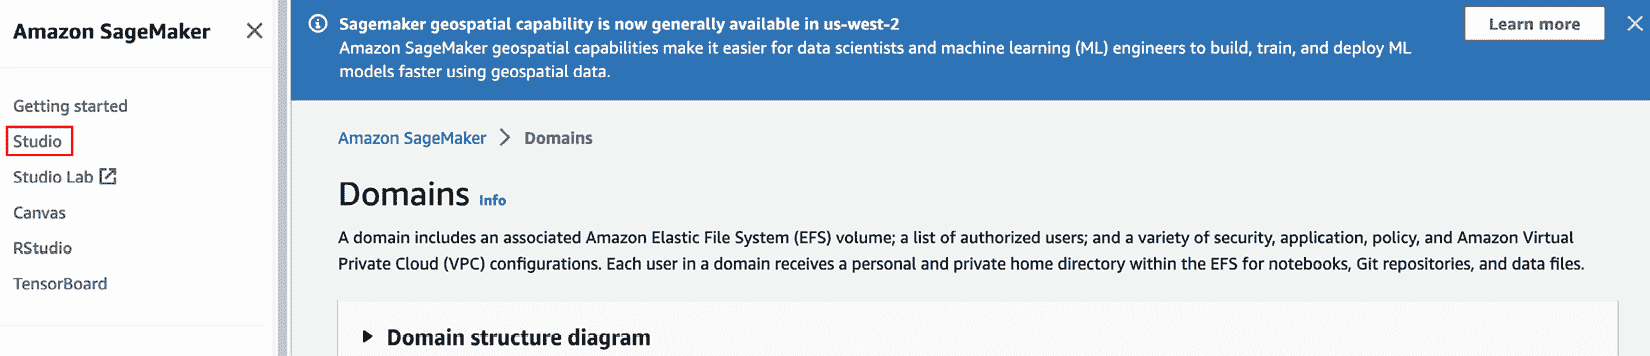 Amazon SageMaker
Getting started
Studio
Studio Lab
Canvas
RStudio
TensorBoard
Sagemaker geospatial capability is now generally available in us-west-2
Amazon SageMaker geospatial capabilities make it easier for data scientists and machine learning (ML) engineers to build, train, and deploy ML
models faster using geospatial data.
Learn more
Amazon SageMaker > Domains
Domains Info
A domain includes an associated Amazon Elastic File System (EFS) volume; a list of authorized users; and a variety of security, application, policy, and Amazon Virtual
Private Cloud (VPC) configurations. Each user in a domain receives a personal and private home directory within the EFS for notebooks, Git repositories, and data files.
Domain structure diagram